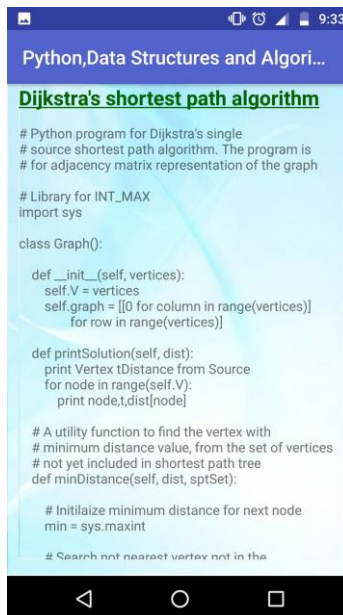 9:33
Python,Data Structures and Algori...
Dijkstra's shortest path algorithm
# Python program for Dijkstra's single
# source shortest path algorithm. The program is
# for adjacency matrix representation of the graph
# Library for INT_MAX
import sys
class Graph():
def __init__(self, vertices):
self.V = vertices
self.graph = [[0 for column in range(vertices)]
for row in range(vertices)]
def printSolution(self, dist):
print Vertex tDistance from Source
for node in range(self.V):
print node,t,dist[node]
# A utility function to find the vertex with
# minimum distance value, from the set of vertices
# not yet included in shortest path tree
def minDistance(self, dist, sptSet):
# Initilaize minimum distance for next node
min = sys.maxint
# Search not nearest vertex not in the